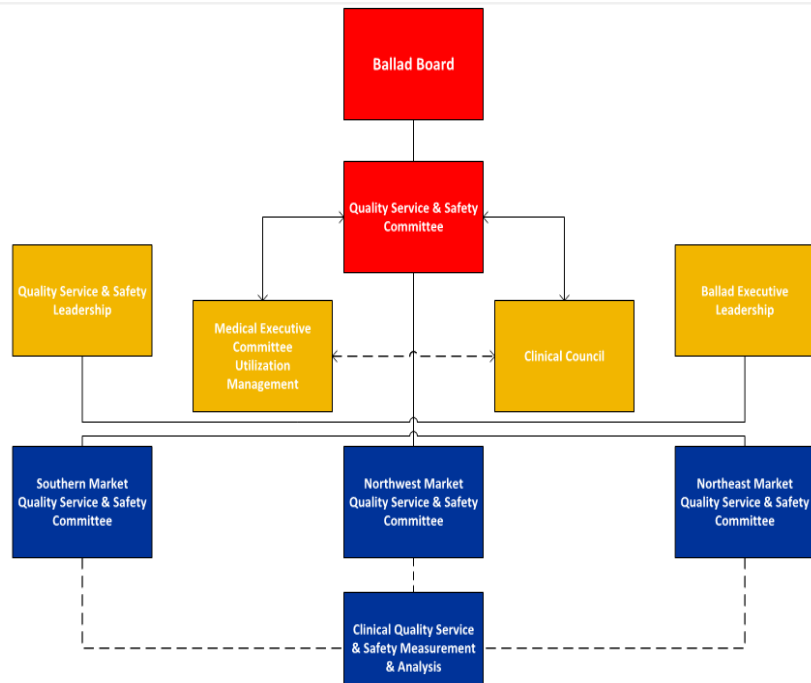 Ballad Board
Quality Service & Safety
Committee
Quality Service & Safety
Leadership
Ballad Executive
Leadership
Medical Executive
Committee
Utilization
Management
Clinical Council
Southern Market
Quality Service & Safety
Committee
Northwest Market
Quality Service & Safety
Committee
Northeast Market
Quality Service & Safety
Committee
Clinical Quality Service
& Safety Measurement
& Analysis